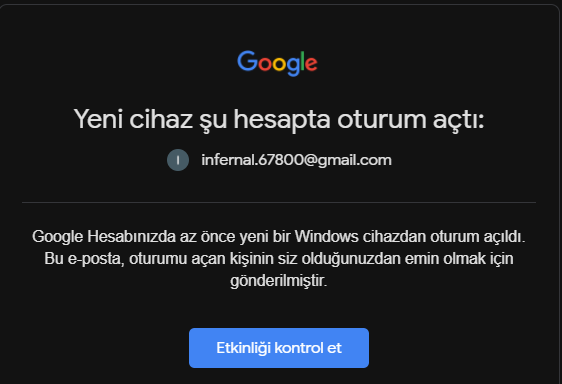 Google
Yeni cihaz şu hesapta oturum açtı:
I infernal.67800@gmail.com
Google Hesabınızda az önce yeni bir Windows cihazdan oturum açıldı.
Bu e-posta, oturumu açan kişinin siz olduğunuzdan emin olmak için
gönderilmiştir.
Etkinliği kontrol et